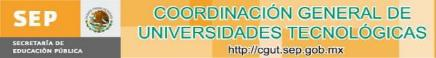 SEP
SECRETARÍA DE
EDUCACIÓN PÚBLICA
COORDINACIÓN GENERAL DE
UNIVERSIDADES TECNOLÓGICAS
http://cgut.sep.gob.mx